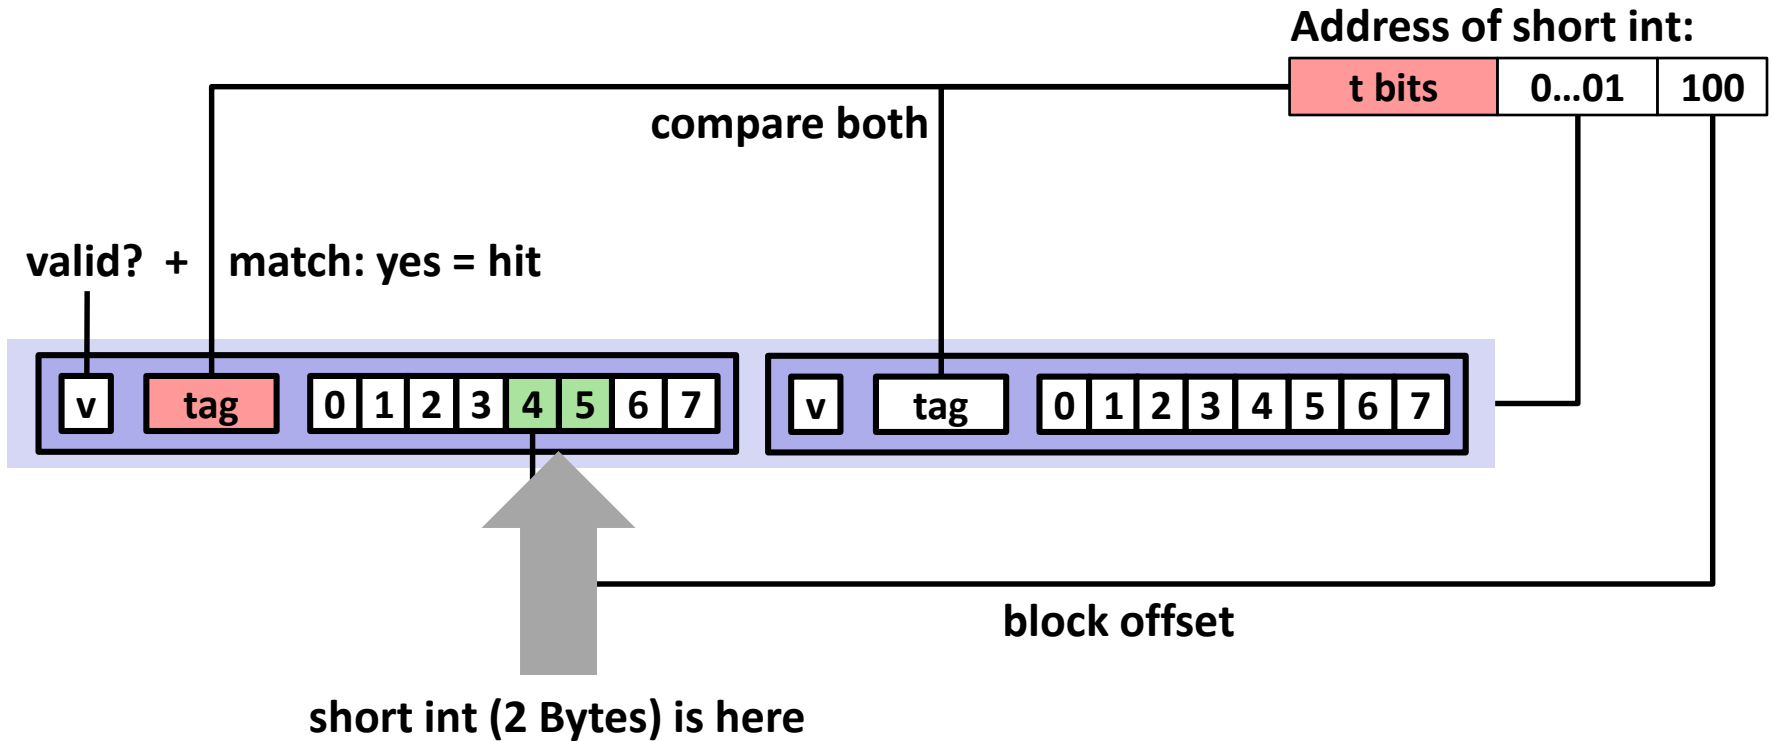 Address of short int:
t bits 0...01 100
compare both
valid? + match: yes = hit
v tag 0 1 2 3 4 5 6 7 v tag 0 1 2 3 4 5 6 7
block offset
short int (2 Bytes) is here